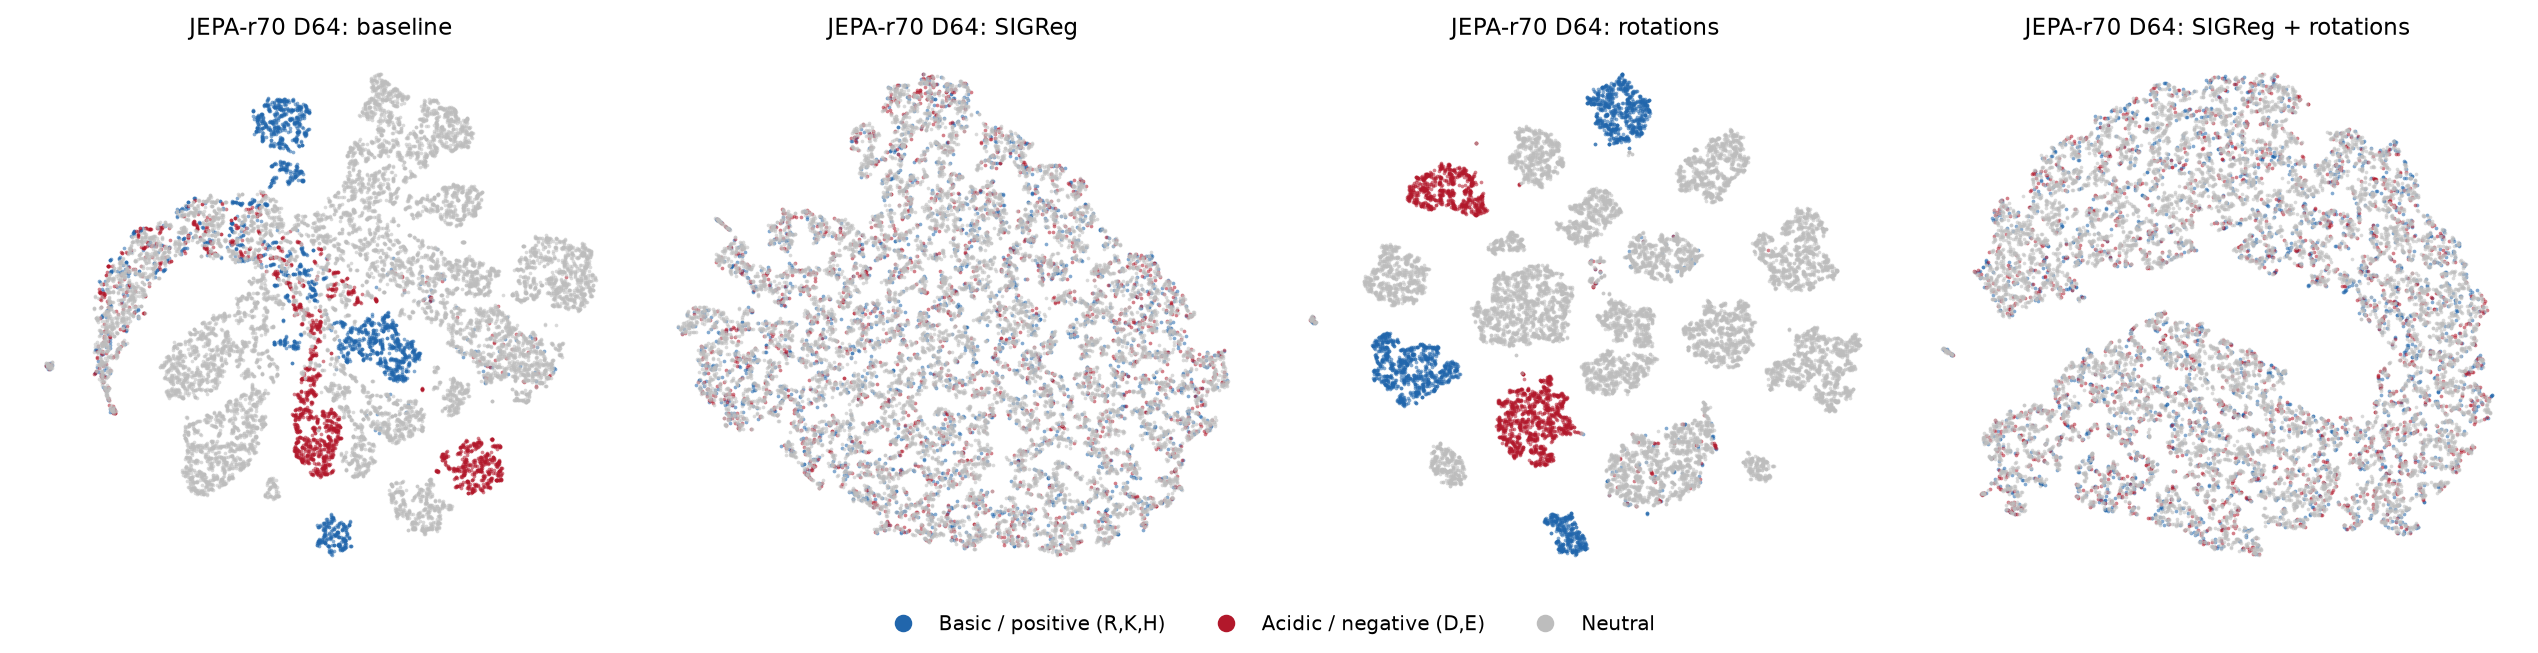 JEPA-r70 D64: baseline
JEPA-r70 D64: SIGReg
JEPA-r70 D64: rotations
JEPA-r70 D64: SIGReg + rotations
Basic / positive (R,K,H)
Acidic / negative (D,E)
Neutral